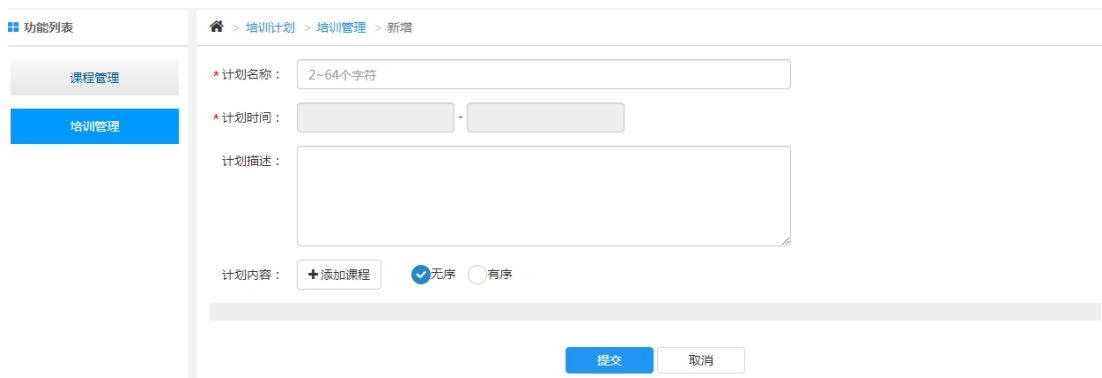 功能列表
> 培训计划 > 培训管理 > 新增
课程管理
培训管理
*计划名称： 2~64个字符
*计划时间： -
计划描述：
计划内容： +添加课程 无序 有序
提交 取消